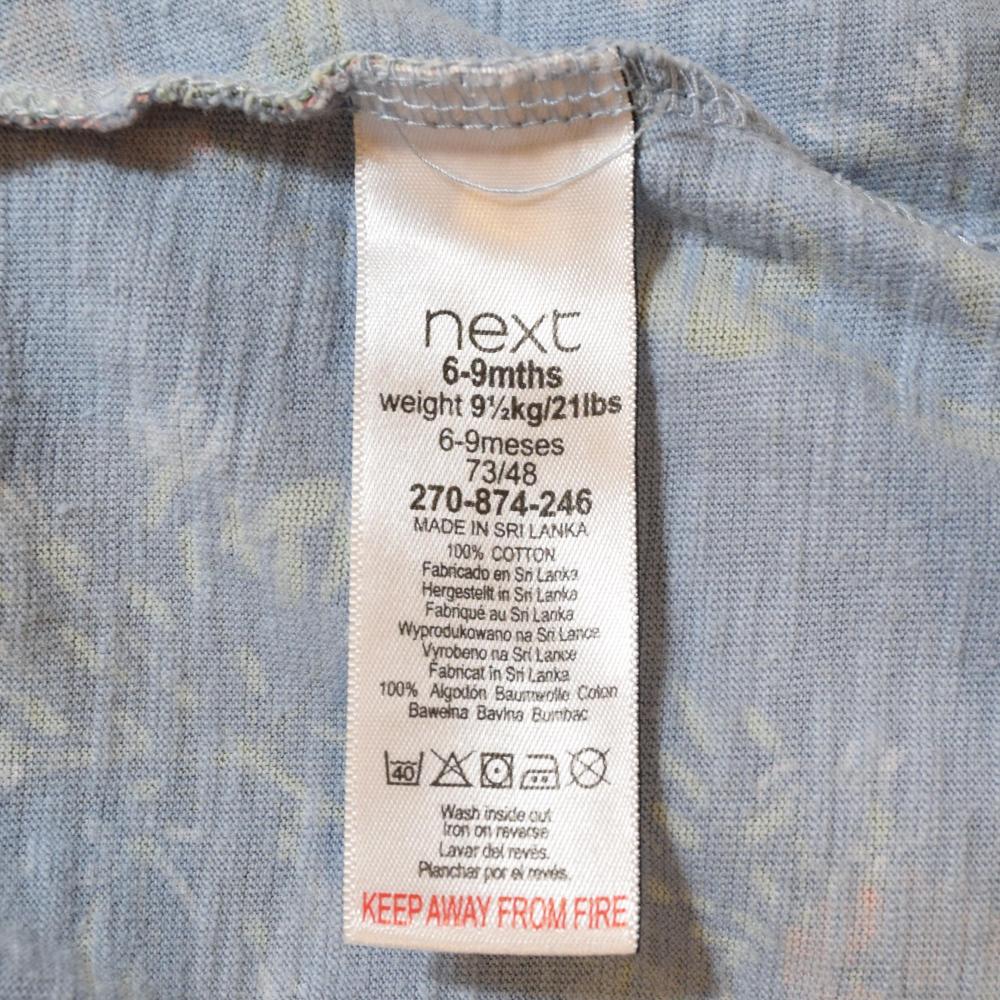 next
6-9mths
weight 9½kg/21lbs
6-9meses
73/48
270-874-246
MADE IN SRI LANKA
100% COTTON
Fabricado en Sri Lanka
Hergestellt in Sri Lanka
Fabriqué au Sri Lanka
Wyprodukowano na Sri Lance
Vyrobeno na Srí Lance
Fabricat în Sri Lanka
100% Algodón Baumwolle Coton
Bawełna Bavlna Bumbac
40
Wash inside out
Iron on reverse
Lavar del revés.
Planchar por el revés.
KEEP AWAY FROM FIRE